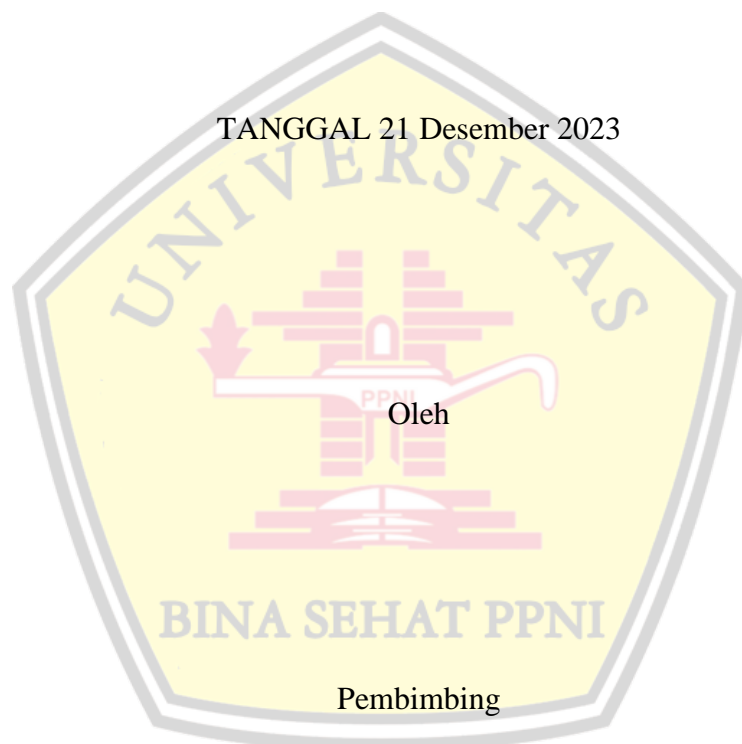 TANGGAL 21 Desember 2023
UNIVERSITAS
PPNI
Oleh
BINA SEHAT PPNI
Pembimbing